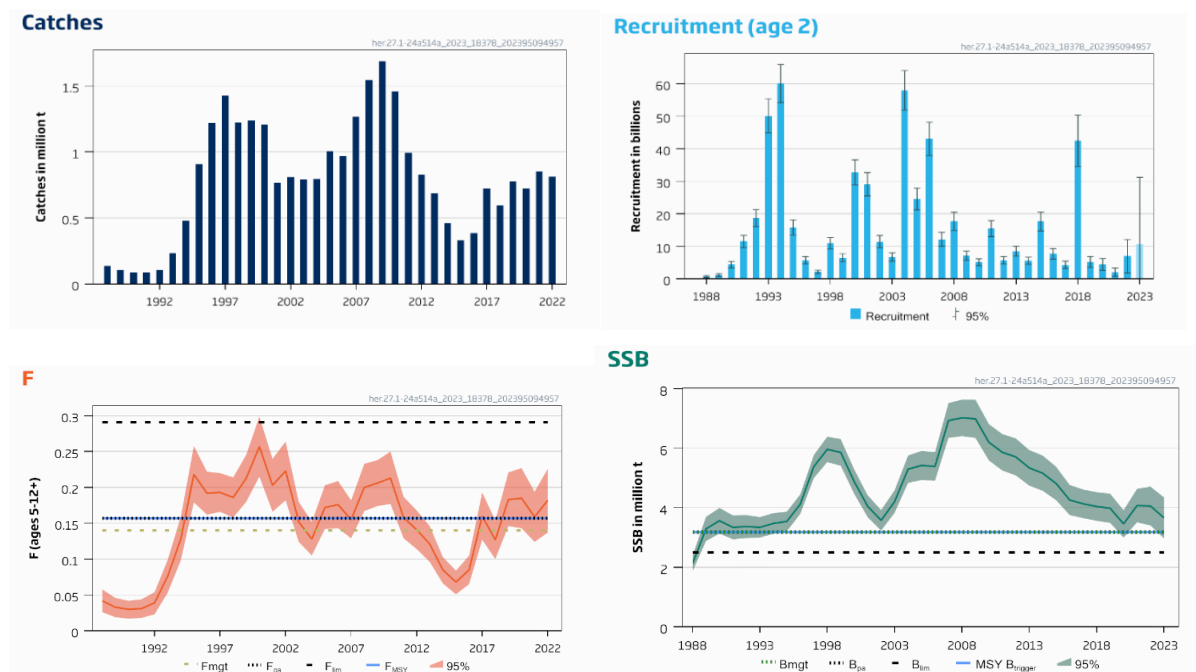 Catches
her.27.1-24a514a_2023_18378_202395094957
Catches in million t
1.5
1
0.5
0
1992
1997
2002
2007
2012
2017
2022
Recruitment (age 2)
her.27.1-24a514a_2023_18378_202395094957
Recruitment in billions
60
50
40
30
20
10
0
1988
1993
1998
2003
2008
2013
2018
2023
Recruitment
95%
F
her.27.1-24a514a_2023_18378_202395094957
F (ages 5-12+)
0.3
0.25
0.2
0.15
0.1
0.05
0
1992
1997
2002
2007
2012
2017
2022
Fmgt
Fpa
Flim
FMSY
95%
SSB
her.27.1-24a514a_2023_18378_202395094957
SSB in million t
8
6
4
2
0
1988
1993
1998
2003
2008
2013
2018
2023
Bmgt
Bpa
Blim
MSY Btrigger
95%